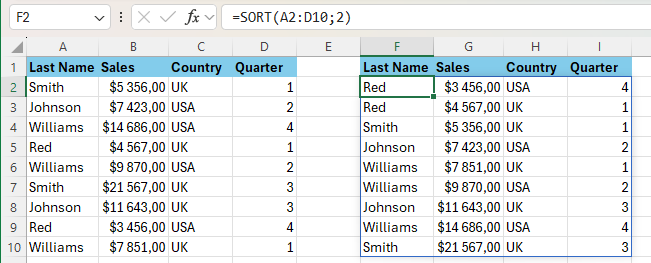 F2 fx =SORT(A2:D10;2)
A B C D E F G H I
1 Last Name Sales Country Quarter Last Name Sales Country Quarter
2 Smith $5 356,00 UK 1 Red $3 456,00 USA 4
3 Johnson $7 423,00 USA 2 Red $4 567,00 UK 1
4 Williams $14 686,00 USA 4 Smith $5 356,00 UK 1
5 Red $4 567,00 UK 1 Johnson $7 423,00 USA 2
6 Williams $9 870,00 USA 2 Williams $7 851,00 UK 1
7 Smith $21 567,00 UK 3 Williams $9 870,00 USA 2
8 Johnson $11 643,00 UK 3 Johnson $11 643,00 UK 3
9 Red $3 456,00 USA 4 Williams $14 686,00 USA 4
10 Williams $7 851,00 UK 1 Smith $21 567,00 UK 3